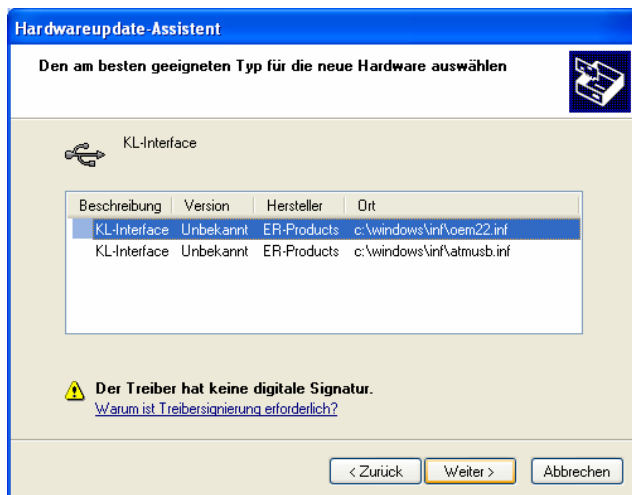 Hardwareupdate-Assistent
Den am besten geeigneten Typ für die neue Hardware auswählen
KL-Interface
Beschreibung Version Hersteller Ort
KL-Interface Unbekannt ER-Products c:\windows\inf\oem22.inf
KL-Interface Unbekannt ER-Products c:\windows\inf\atmusb.inf
Der Treiber hat keine digitale Signatur.
Warum ist Treibersignierung erforderlich?
< Zurück Weiter > Abbrechen